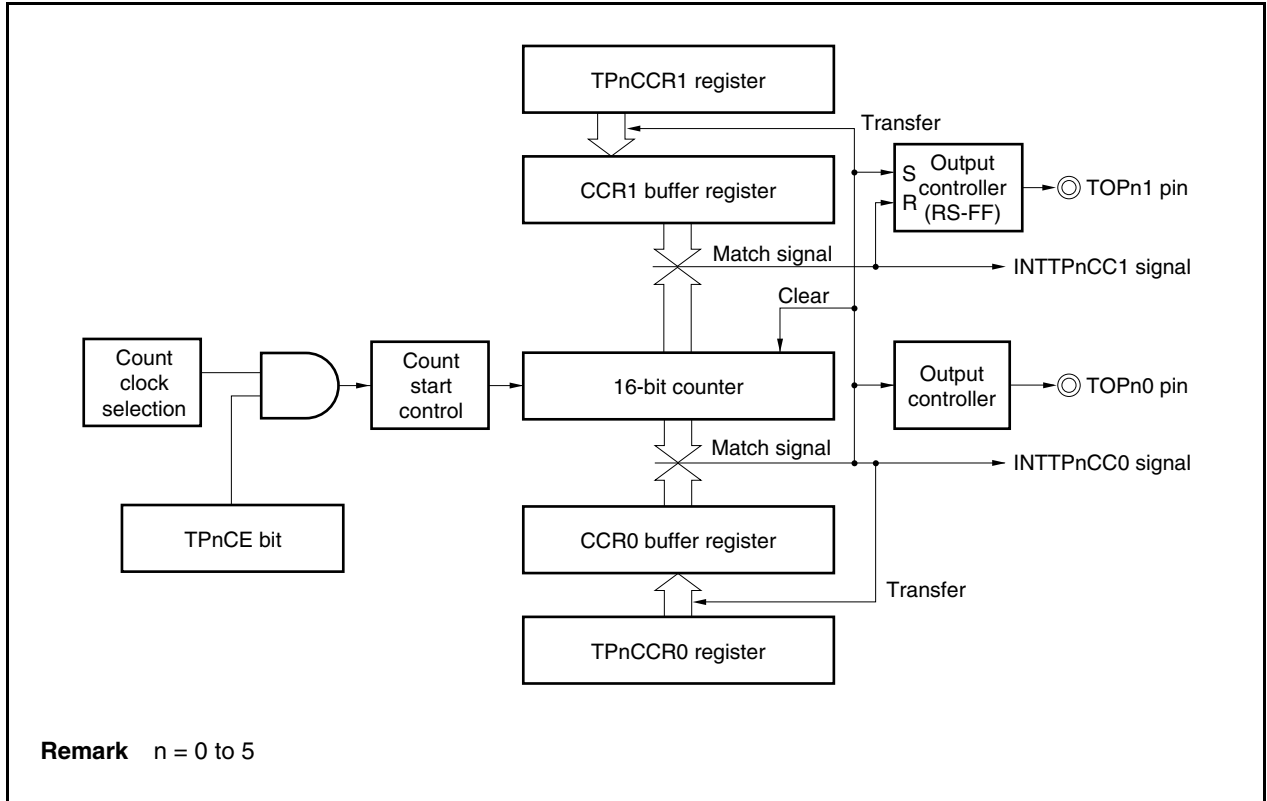 TPnCCR1 register
Transfer
CCR1 buffer register
S
R
Output
controller
(RS-FF)
TOPn1 pin
Match signal
INTTPnCC1 signal
Clear
Count
clock
selection
Count
start
control
16-bit counter
Output
controller
TOPn0 pin
Match signal
INTTPnCC0 signal
TPnCE bit
CCR0 buffer register
Transfer
TPnCCR0 register
Remark n = 0 to 5